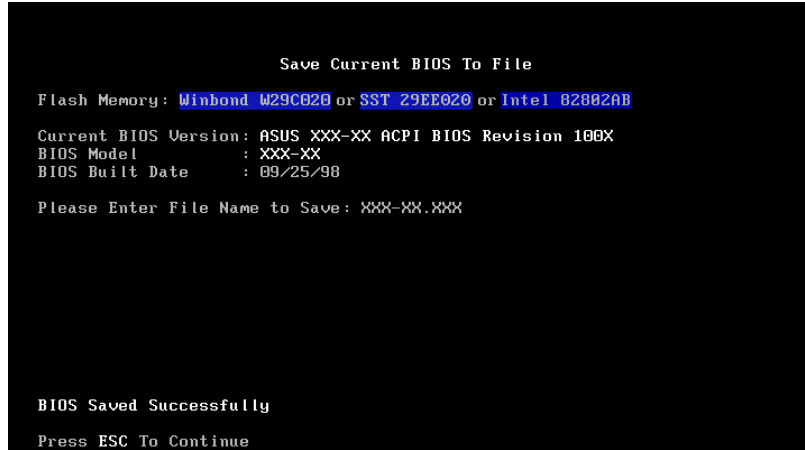 Save Current BIOS To File
Flash Memory: Winbond W29C020 or SST 29EE020 or Intel 82802AB
Current BIOS Version: ASUS XXX-XX ACPI BIOS Revision 100X
BIOS Model : XXX-XX
BIOS Built Date : 09/25/98
Please Enter File Name to Save: XXX-XX.XXX
BIOS Saved Successfully
Press ESC To Continue